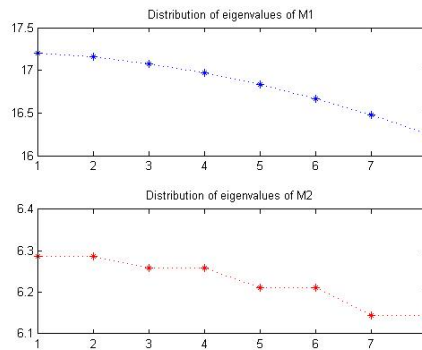 Distribution of eigenvalues of M1
17.5
17
16.5
16
1 2 3 4 5 6 7
Distribution of eigenvalues of M2
6.4
6.3
6.2
6.1
1 2 3 4 5 6 7